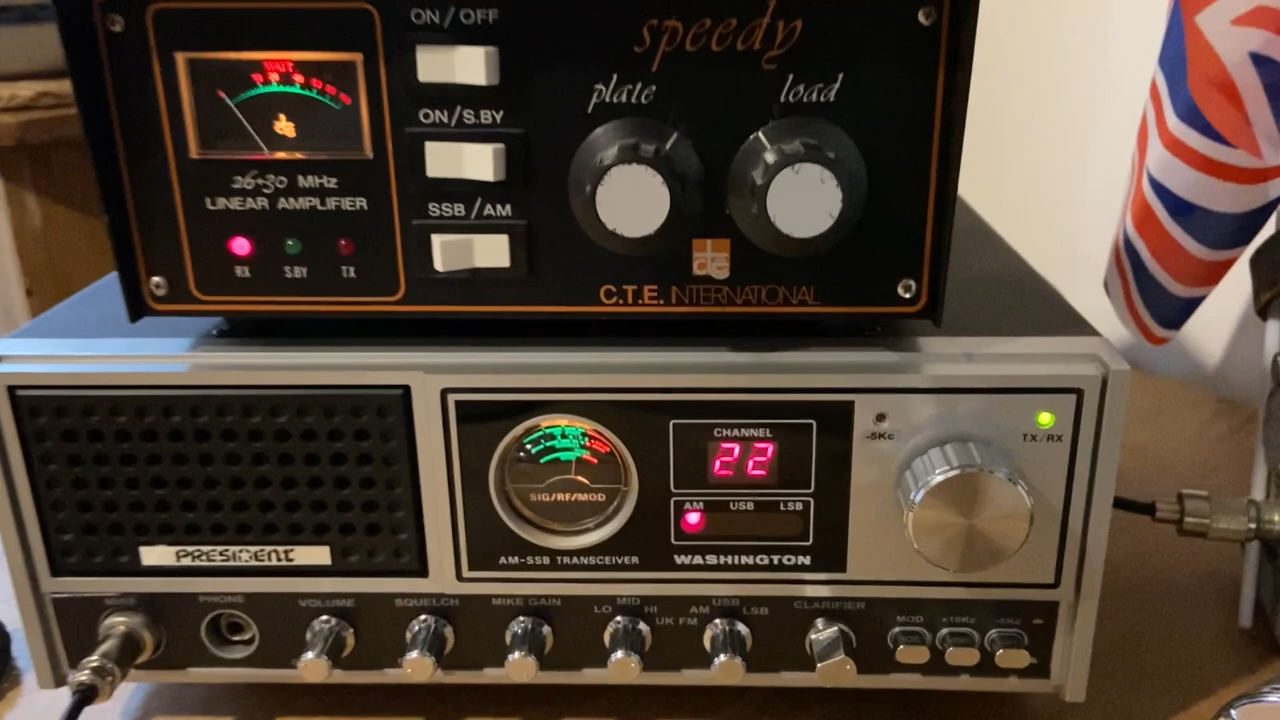 speedy
ON/OFF
WATT
plate
load
ON/S.BY
26÷30 MHz
LINEAR AMPLIFIER
SSB/AM
RX S.BY TX
C.T.E. INTERNATIONAL
CHANNEL
22
-5Kc
TX/RX
SIG/RF/MOD
AM USB LSB
PRESIDENT
AM-SSB TRANSCEIVER
WASHINGTON
MIKE
PHONE
VOLUME
SQUELCH
MIKE GAIN
LO MID HI
UK FM AM USB LSB
CLARIFIER
MOD +10Kc -5Kc